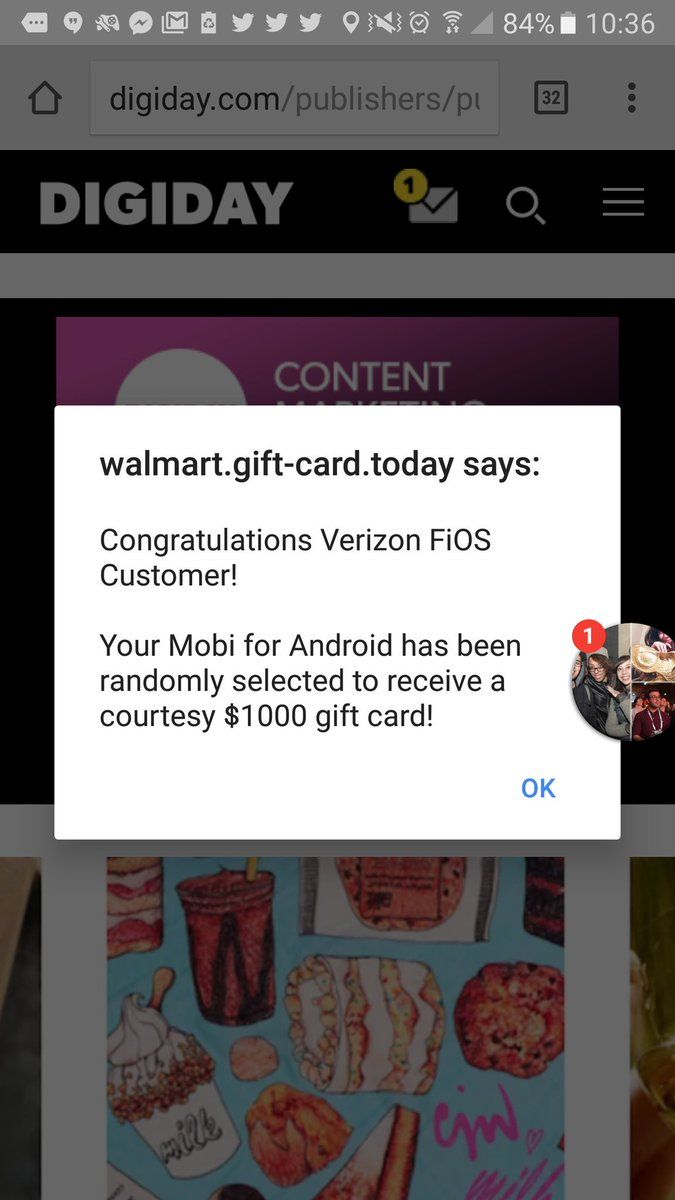 84% 10:36
digiday.com/publishers/pu
32
DIGIDAY
1
CONTENT
MARKETING
walmart.gift-card.today says:
Congratulations Verizon FiOS
Customer!
Your Mobi for Android has been
randomly selected to receive a
courtesy $1000 gift card!
1
OK
milk